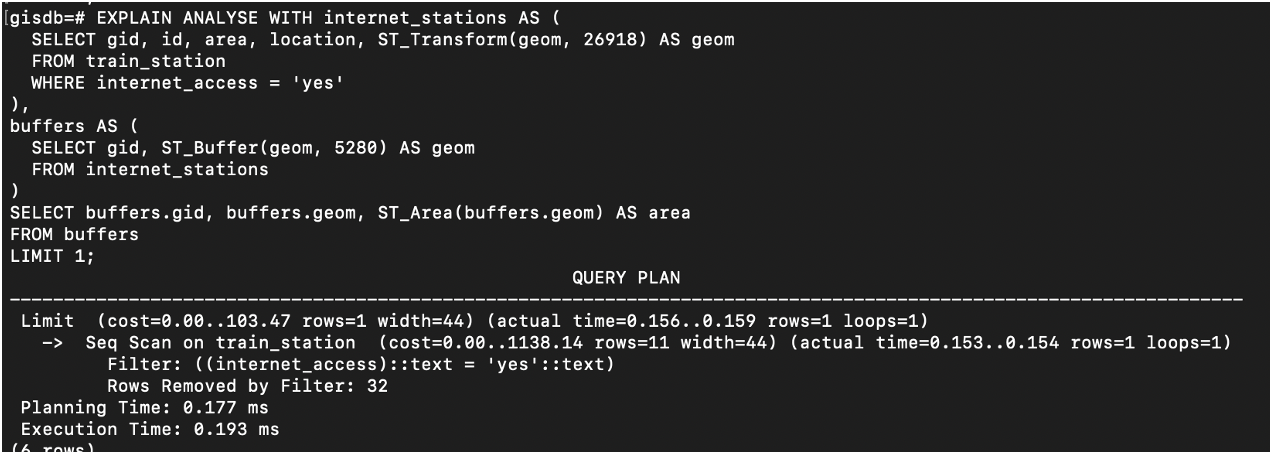 [gisdb=# EXPLAIN ANALYSE WITH internet_stations AS (
  SELECT gid, id, area, location, ST_Transform(geom, 26918) AS geom
  FROM train_station
  WHERE internet_access = 'yes'
),
buffers AS (
  SELECT gid, ST_Buffer(geom, 5280) AS geom
  FROM internet_stations
)
SELECT buffers.gid, buffers.geom, ST_Area(buffers.geom) AS area
FROM buffers
LIMIT 1;
QUERY PLAN
------------------------------------------------------------------------------------------------------------------
 Limit  (cost=0.00..103.47 rows=1 width=44) (actual time=0.156..0.159 rows=1 loops=1)
   ->  Seq Scan on train_station  (cost=0.00..1138.14 rows=11 width=44) (actual time=0.153..0.154 rows=1 loops=1)
         Filter: ((internet_access)::text = 'yes'::text)
         Rows Removed by Filter: 32
 Planning Time: 0.177 ms
 Execution Time: 0.193 ms
(6 rows)